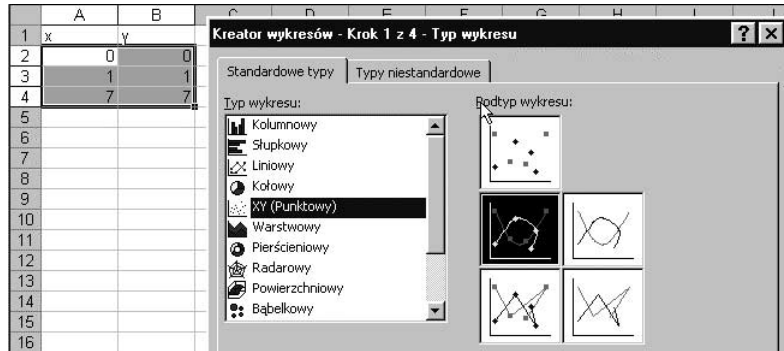 A B C D E F G H I
1 x y
2 0 0
3 1 1
4 7 7
5
6
7
8
9
10
11
12
13
14
15
16
Kreator wykresów - Krok 1 z 4 - Typ wykresu
Standardowe typy Typy niestandardowe
Typ wykresu: Podtyp wykresu:
Kolumnowy
Słupkowy
Liniowy
Kołowy
XY (Punktowy)
Warstwowy
Pierścieniowy
Radarowy
Powierzchniowy
Bąbelkowy